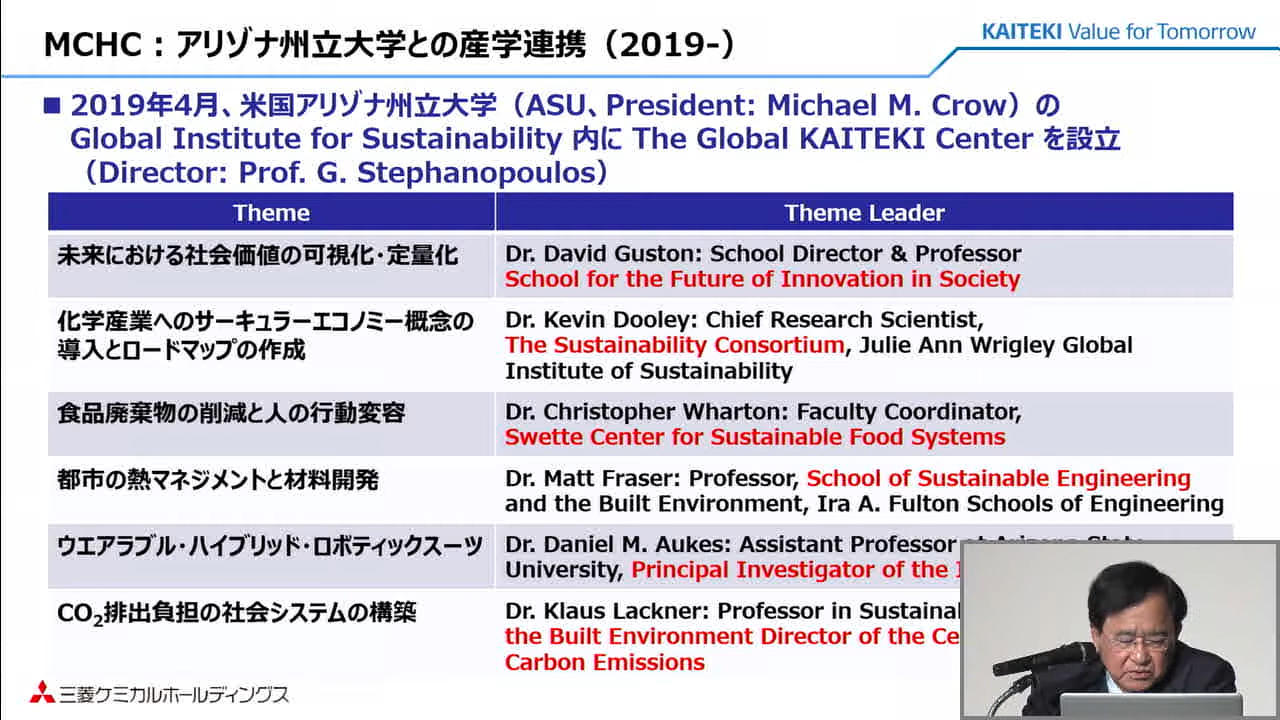 MCHC：アリゾナ州立大学との産学連携（2019-）
KAITEKI Value for Tomorrow
■ 2019年4月、米国アリゾナ州立大学（ASU、President: Michael M. Crow）の
Global Institute for Sustainability 内に The Global KAITEKI Center を設立
（Director: Prof. G. Stephanopoulos）
Theme
Theme Leader
未来における社会価値の可視化・定量化
Dr. David Guston: School Director & Professor
School for the Future of Innovation in Society
化学産業へのサーキュラーエコノミー概念の
導入とロードマップの作成
Dr. Kevin Dooley: Chief Research Scientist,
The Sustainability Consortium, Julie Ann Wrigley Global
Institute of Sustainability
食品廃棄物の削減と人の行動変容
Dr. Christopher Wharton: Faculty Coordinator,
Swette Center for Sustainable Food Systems
都市の熱マネジメントと材料開発
Dr. Matt Fraser: Professor, School of Sustainable Engineering
and the Built Environment, Ira A. Fulton Schools of Engineering
ウエアラブル・ハイブリッド・ロボティックスーツ
Dr. Daniel M. Aukes: Assistant Professor
University, Principal Investigator of the
CO2排出負担の社会システムの構築
Dr. Klaus Lackner: Professor in
the Built Environment Director of the
Carbon Emissions
三菱ケミカルホールディングス